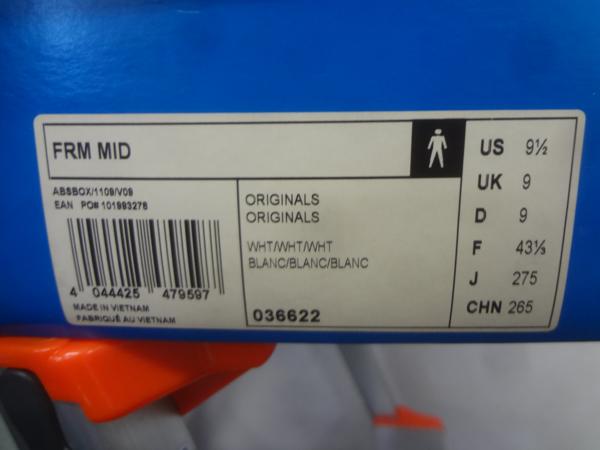 FRM MID
ABSBOX/1109/V09
EAN PO# 101993276
4 044425 479597
MADE IN VIETNAM
FABRIQUÉ AU VIETNAM
ORIGINALS
ORIGINALS
WHT/WHT/WHT
BLANC/BLANC/BLANC
036622
US 9½
UK 9
D 9
F 43⅓
J 275
CHN 265